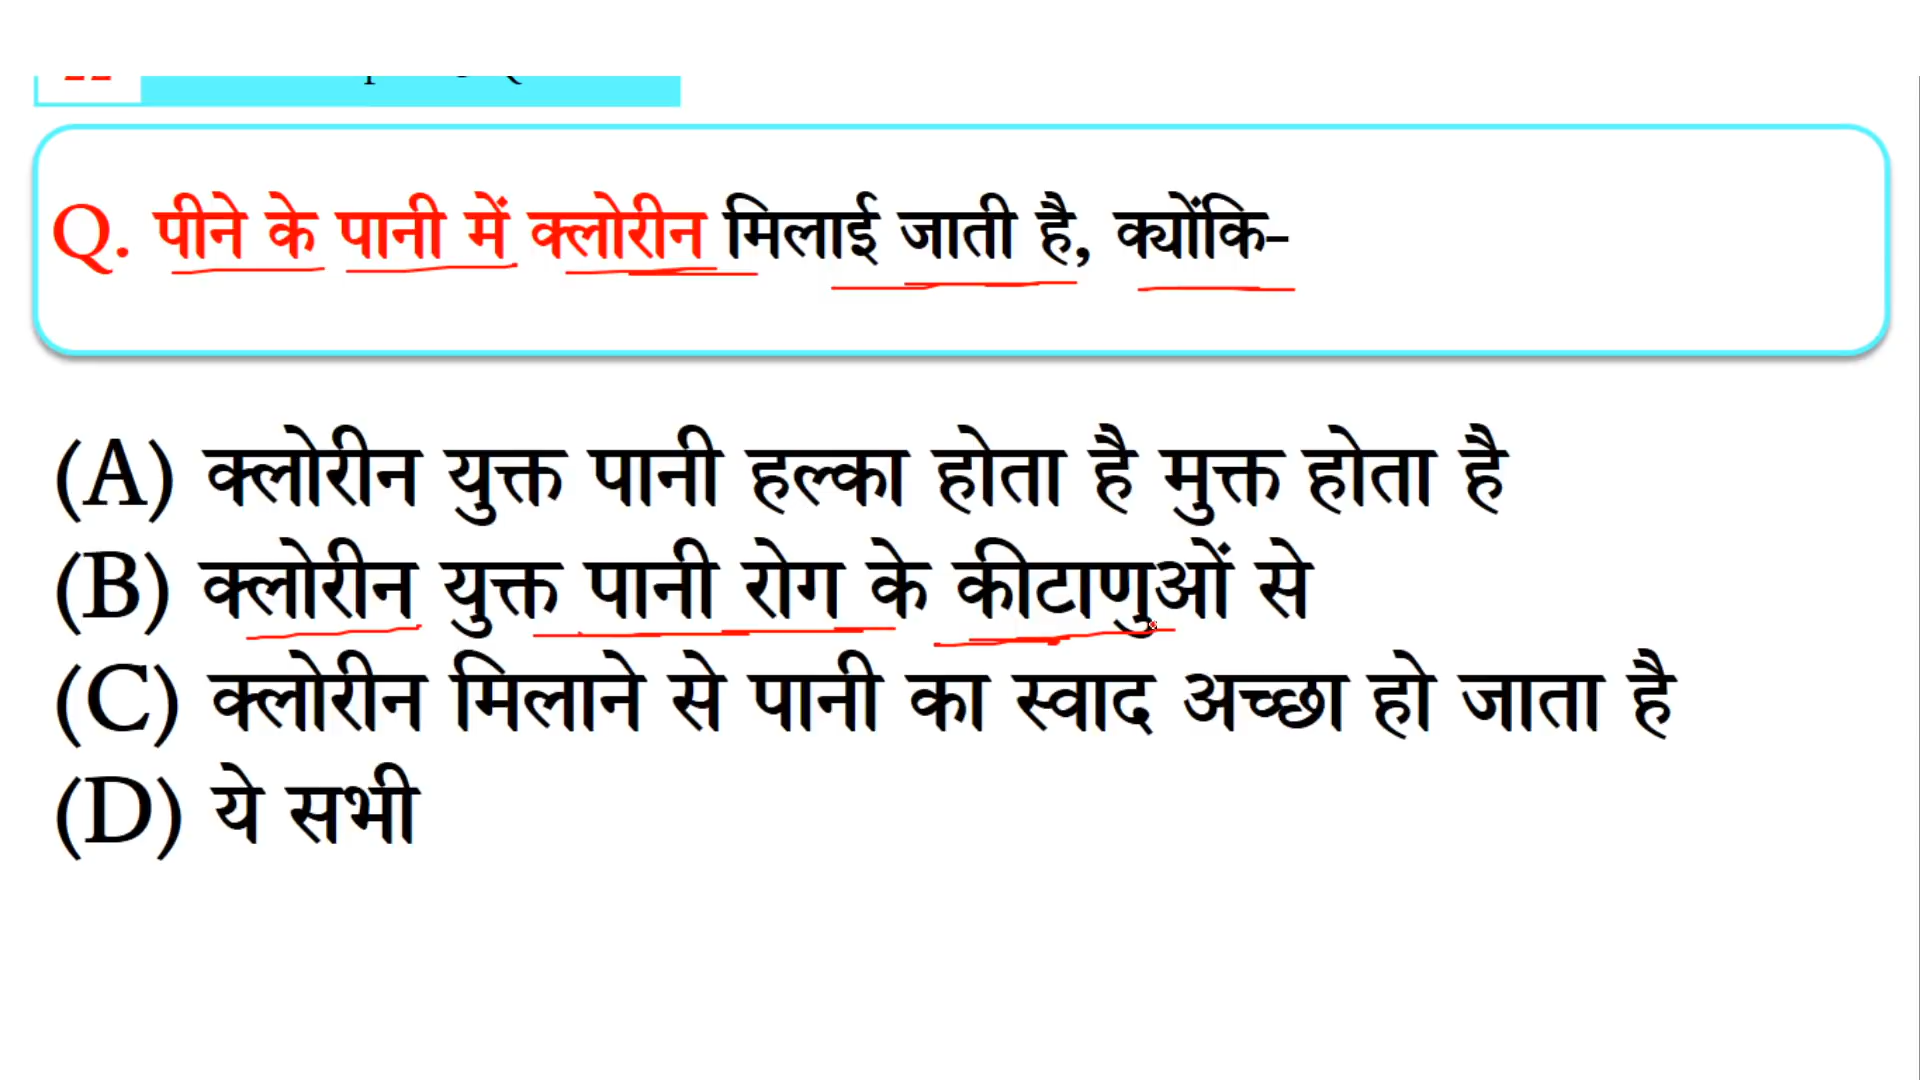 Q. पीने के पानी में क्लोरीन मिलाई जाती है, क्योंकि-
(A) क्लोरीन युक्त पानी हल्का होता है मुक्त होता है
(B) क्लोरीन युक्त पानी रोग के कीटाणुओं से
(C) क्लोरीन मिलाने से पानी का स्वाद अच्छा हो जाता है
(D) ये सभी